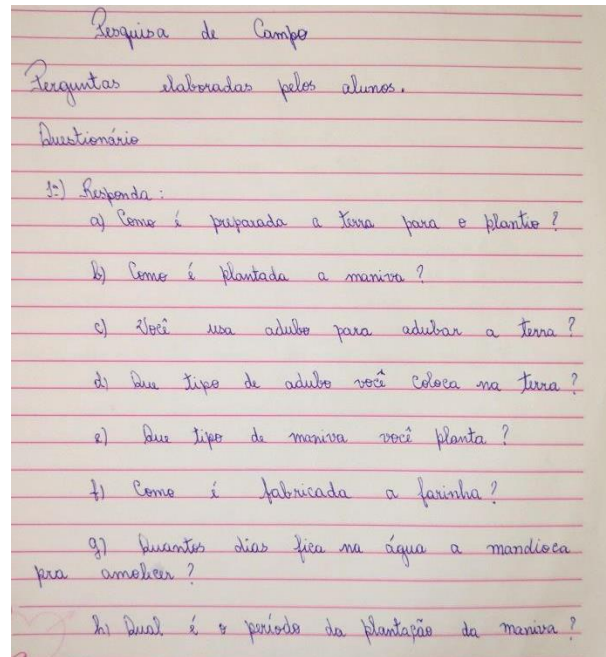 Pesquisa de Campo
Perguntas elaboradas pelos alunos.
Questionário
1º) Responda:
a) Como é preparada a terra para o plantio?
b) Como é plantada a maniva?
c) Você usa adubo para adubar a terra?
d) Que tipo de adubo você coloca na terra?
e) Que tipo de maniva você planta?
f) Como é fabricada a farinha?
g) Quantos dias fica na água a mandioca
pra amolecer?
h) Qual é o período da plantação da maniva?